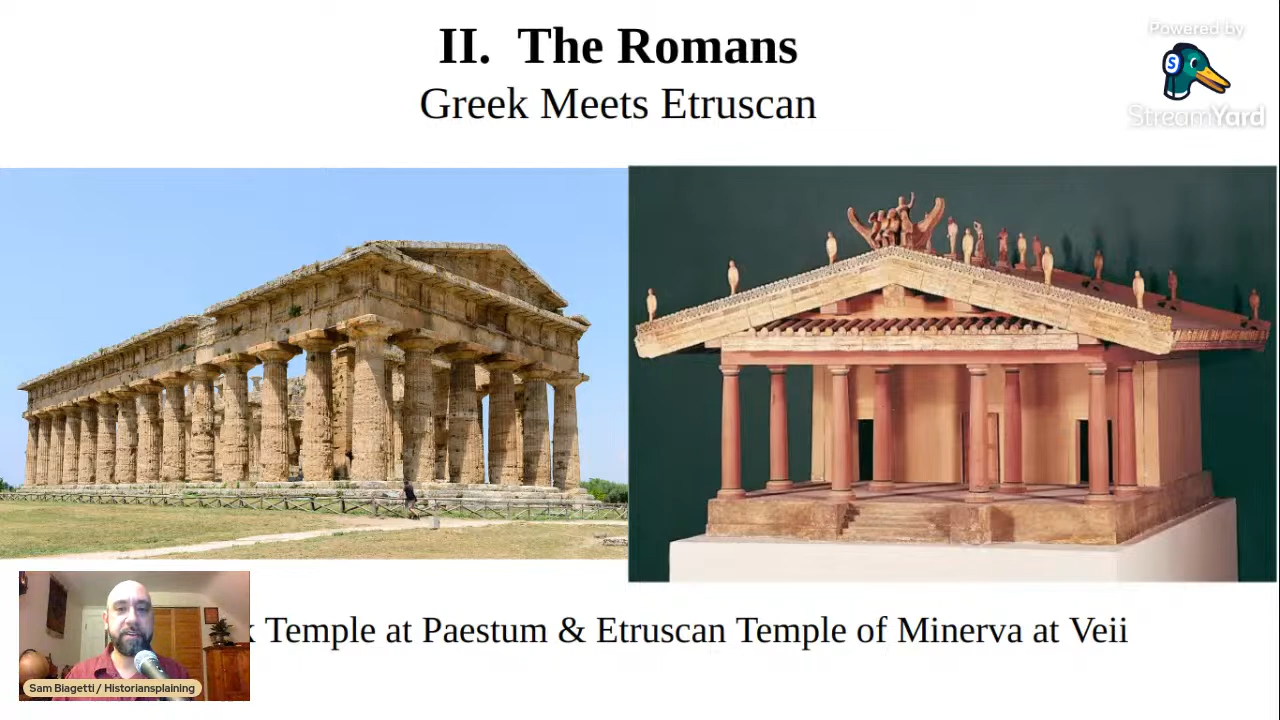 II. The Romans
Greek Meets Etruscan
Powered by
StreamYard
S
Temple at Paestum & Etruscan Temple of Minerva at Veii
Sam Biagetti / Historiansplaining